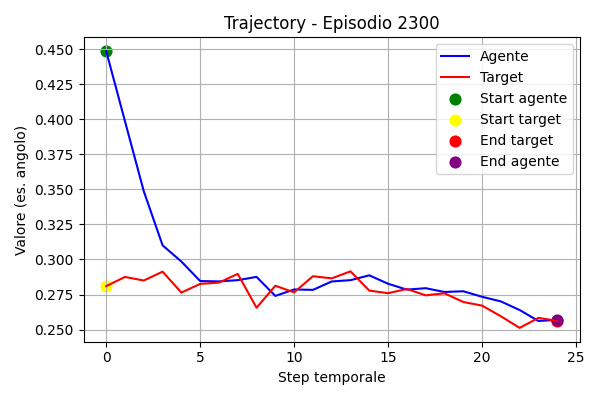 Trajectory - Episodio 2300
Valore (es. angolo)
0.450
0.425
0.400
0.375
0.350
0.325
0.300
0.275
0.250
Agente
Target
Start agente
Start target
End target
End agente
0 5 10 15 20 25
Step temporale